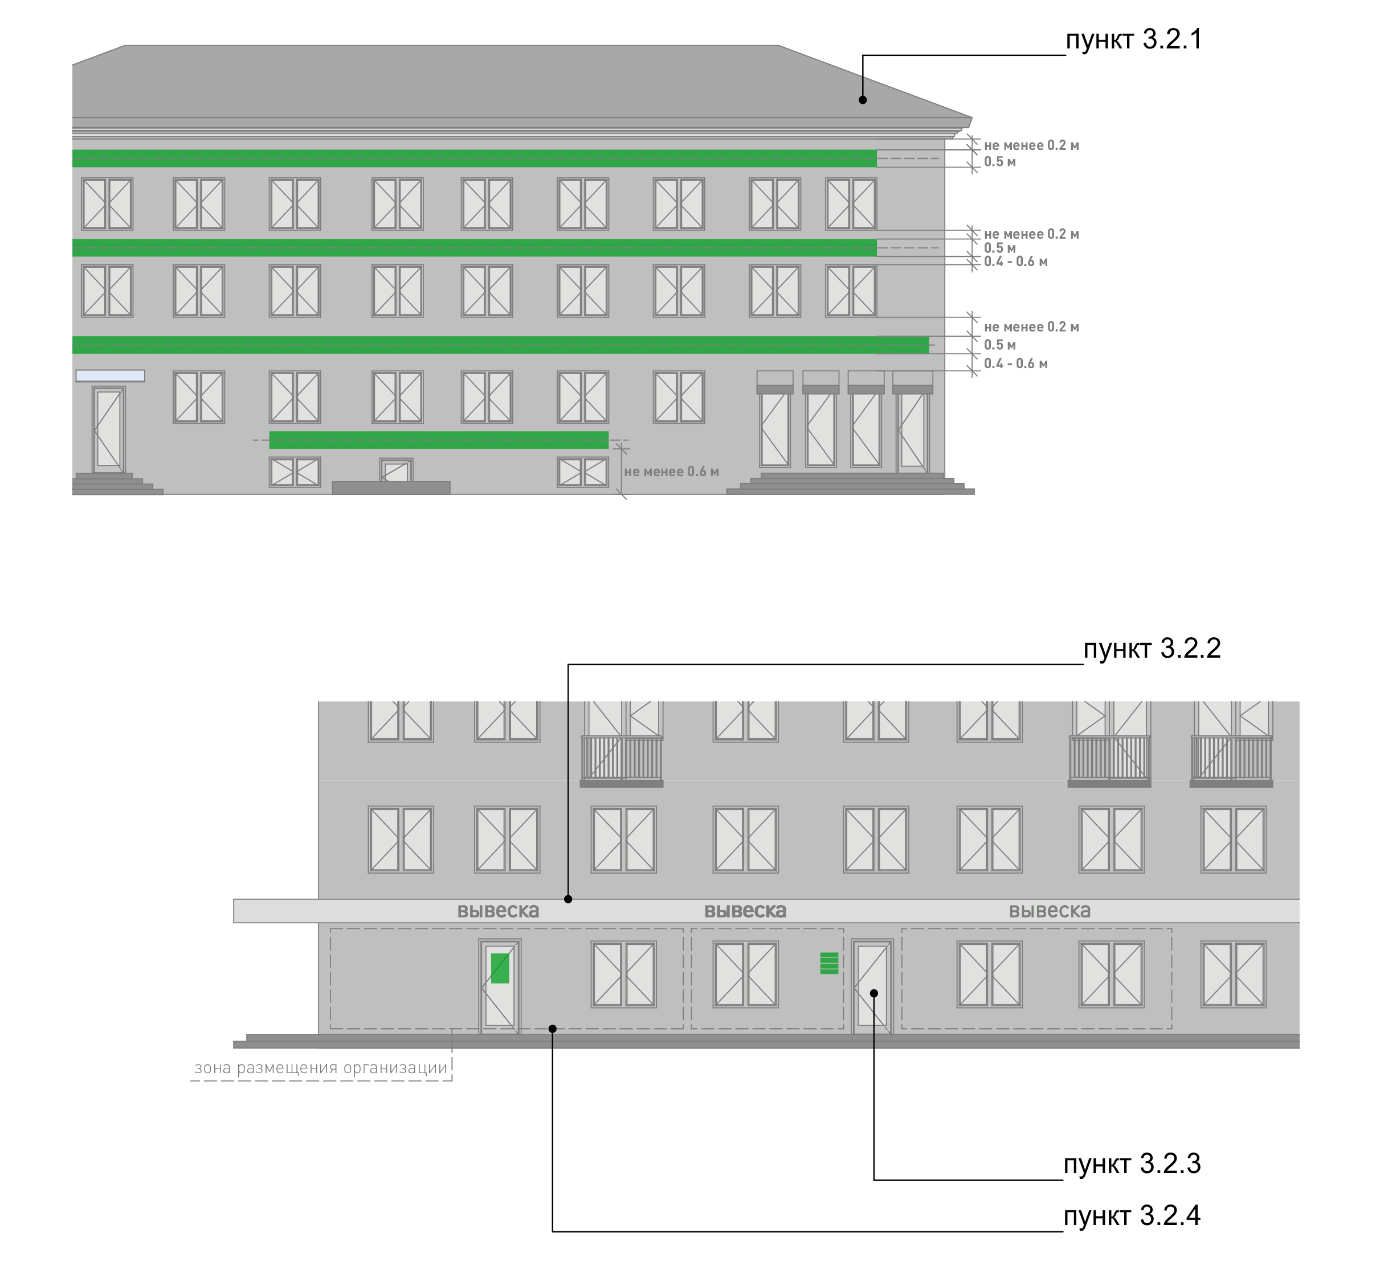 пункт 3.2.1
не менее 0.2 м
0.5 м
не менее 0.2 м
0.5 м
0.4 - 0.6 м
не менее 0.2 м
0.5 м
0.4 - 0.6 м
не менее 0.6 м
пункт 3.2.2
вывеска вывеска вывеска
зона размещения организации
пункт 3.2.3
пункт 3.2.4